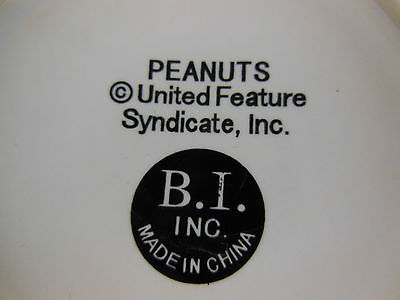 PEANUTS
© United Feature
Syndicate, Inc.
B.I.
INC.
MADE IN CHINA